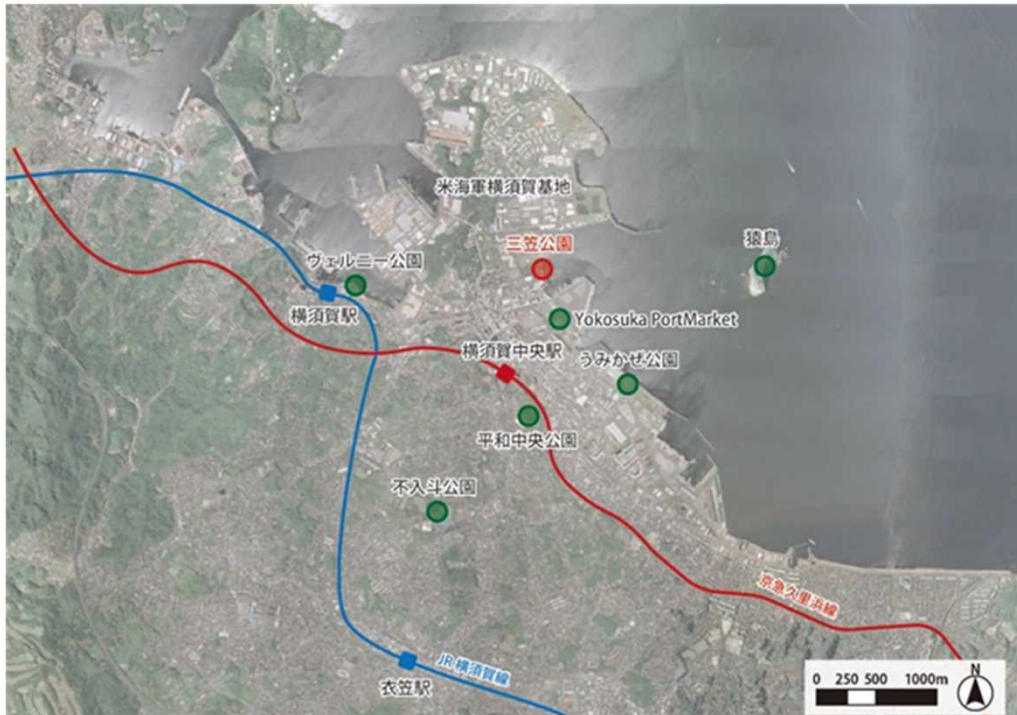 米海軍横須賀基地
三笠公園
猿島
ヴェルニー公園
横須賀駅
Yokosuka PortMarket
横須賀中央駅
うみかぜ公園
平和中央公園
不入斗公園
京急久里浜線
JR 横須賀線
衣笠駅
0 250 500 1000m
N